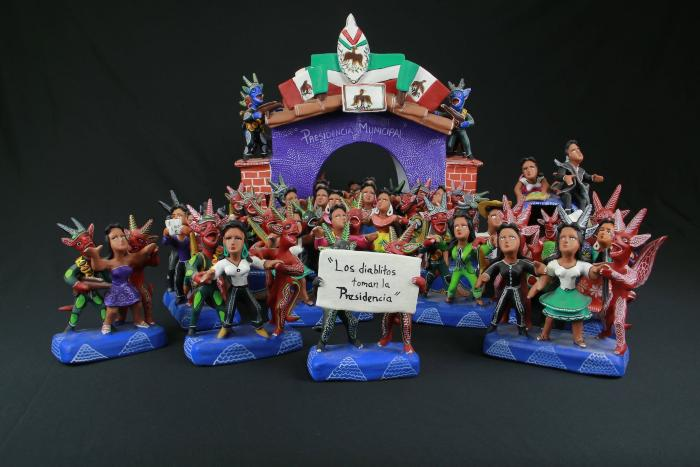 PRESIDENCIA MUNICIPAL
"Los diablitos
toman la
Presidencia"